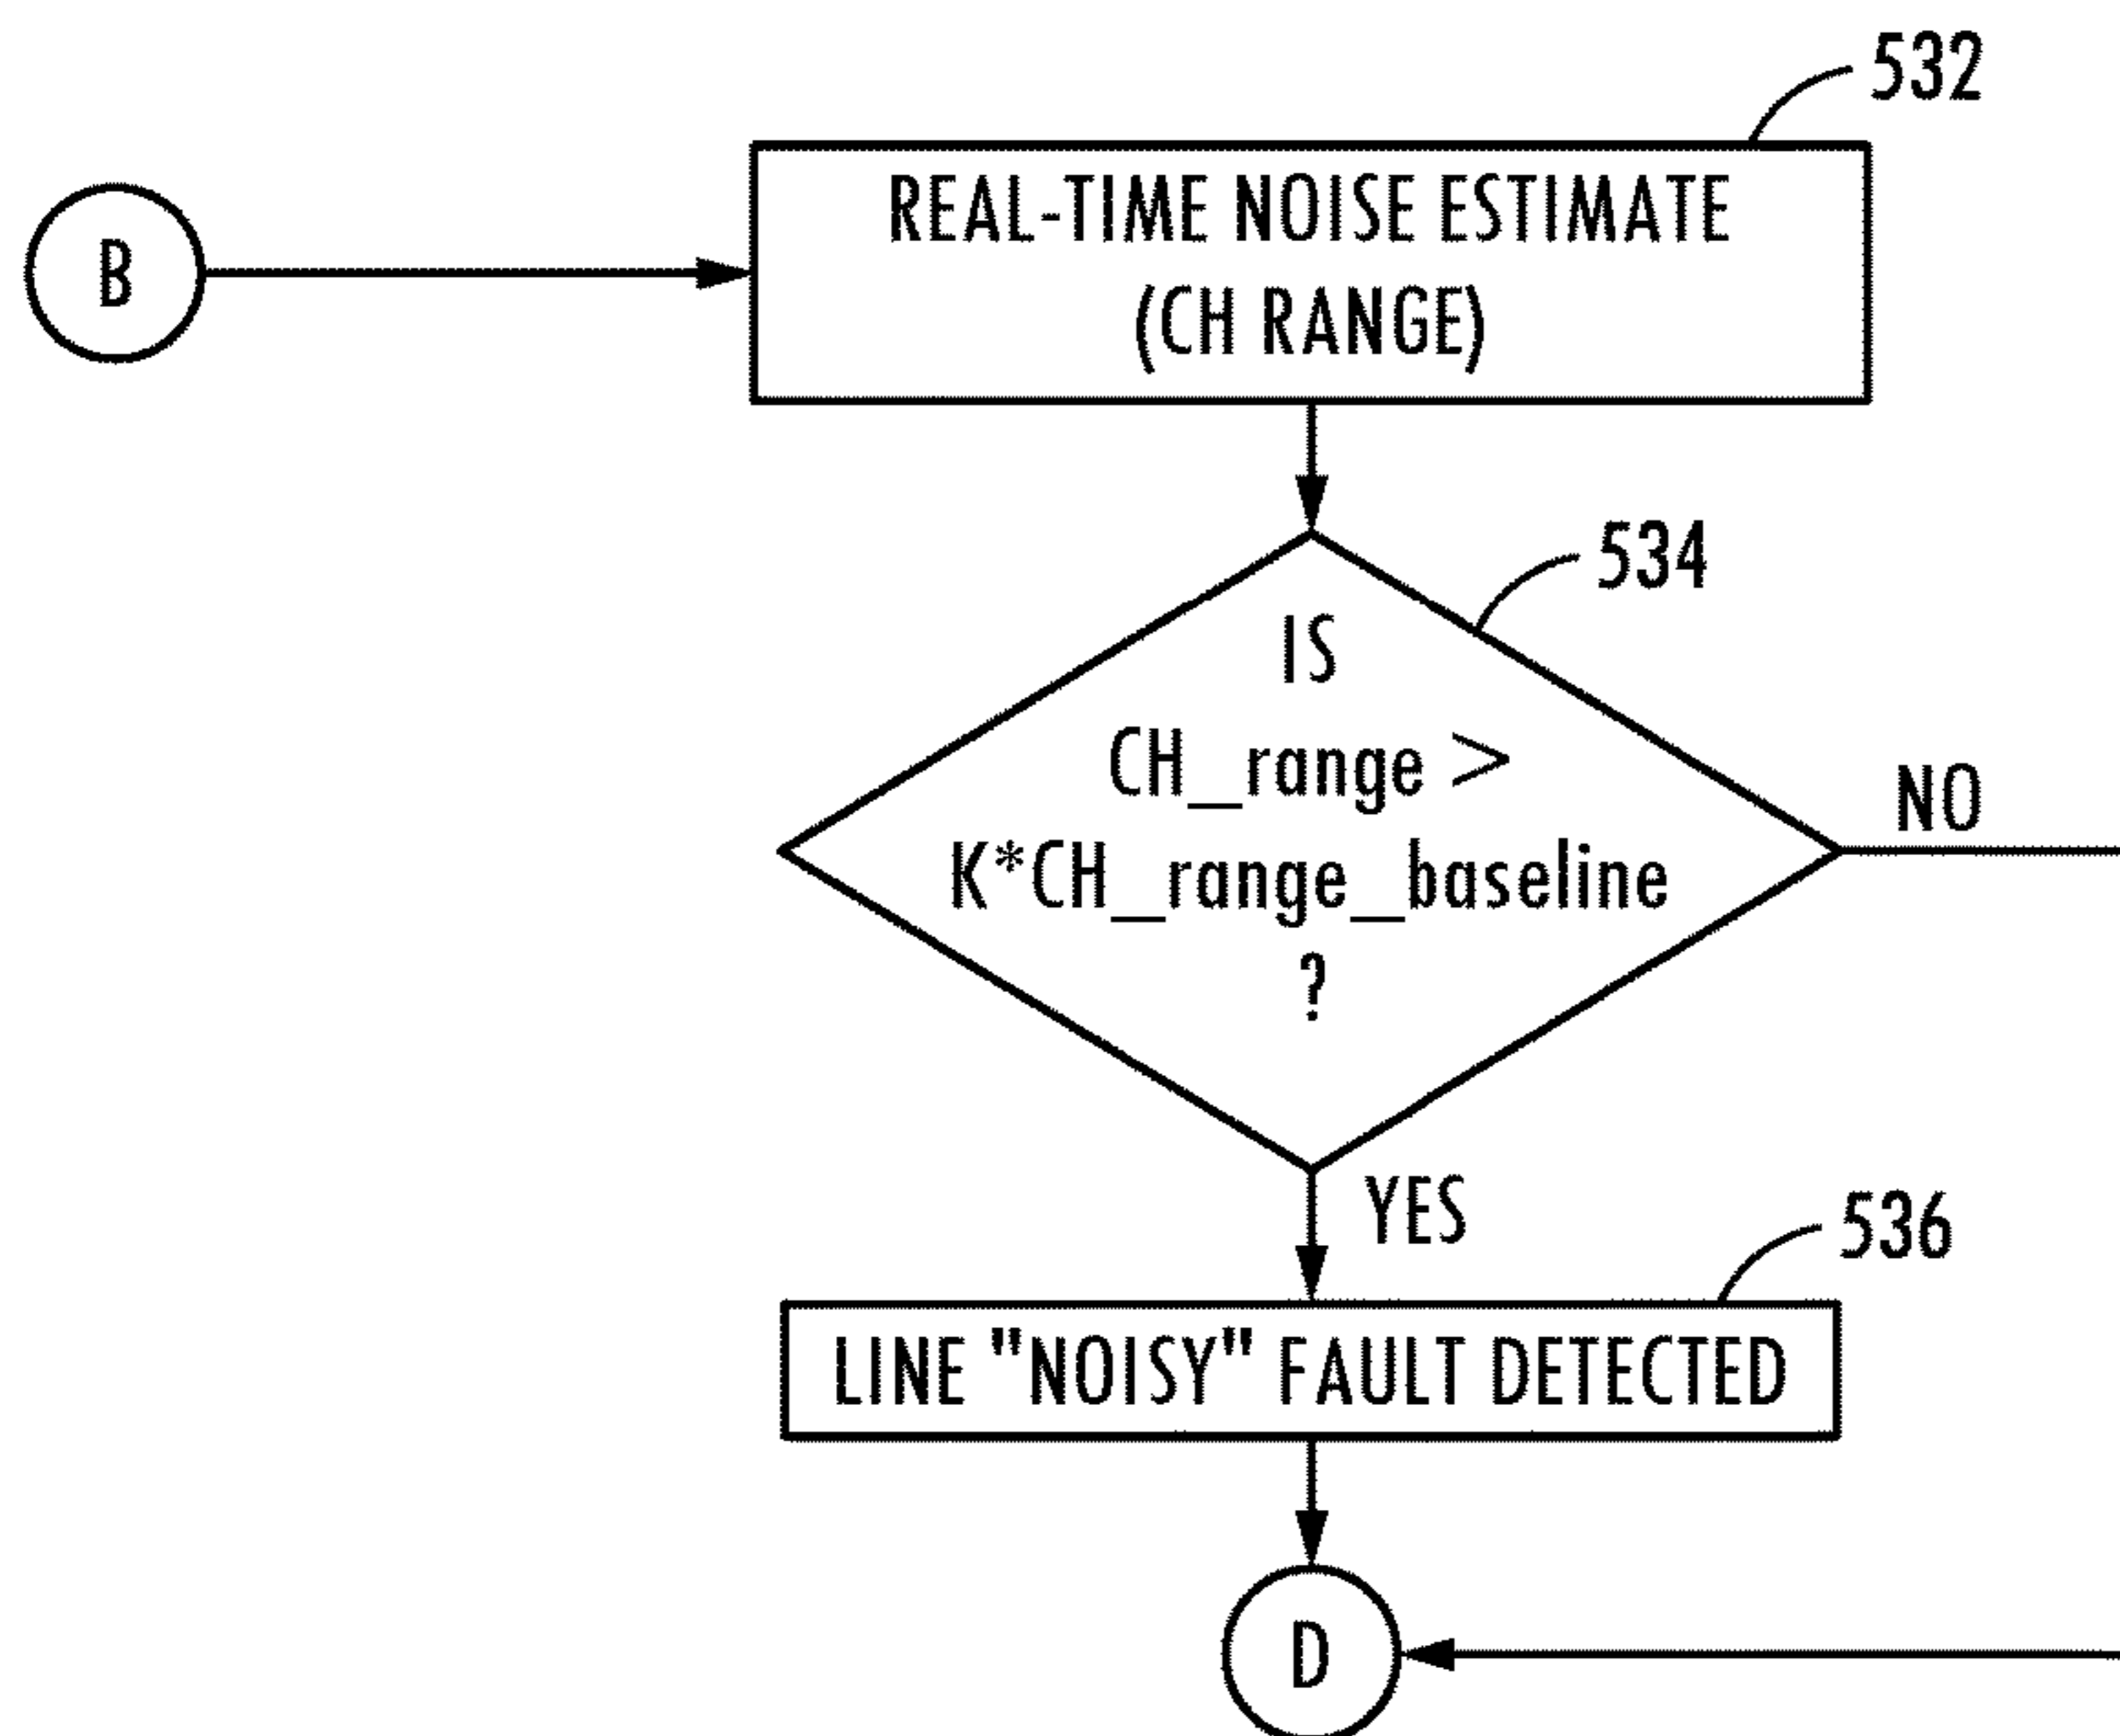 532
B
REAL-TIME NOISE ESTIMATE
(CH RANGE)
534
IS
CH_range >
K*CH_range_baseline
?
NO
YES
536
LINE "NOISY" FAULT DETECTED
D